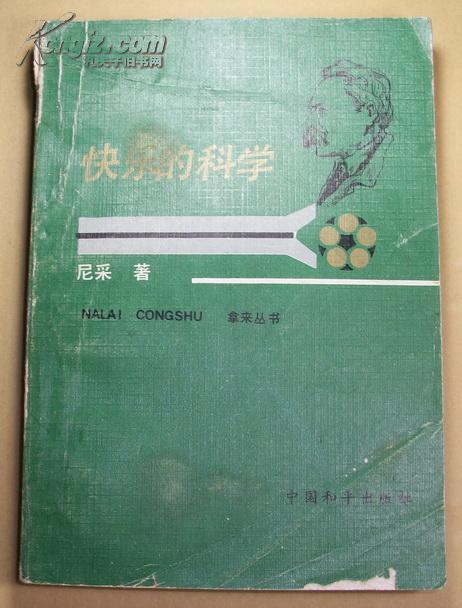 Kongfz.com
孔夫子旧书网
快乐的科学
尼采 著
NALAI CONGSHU 拿来丛书
中国和平出版社